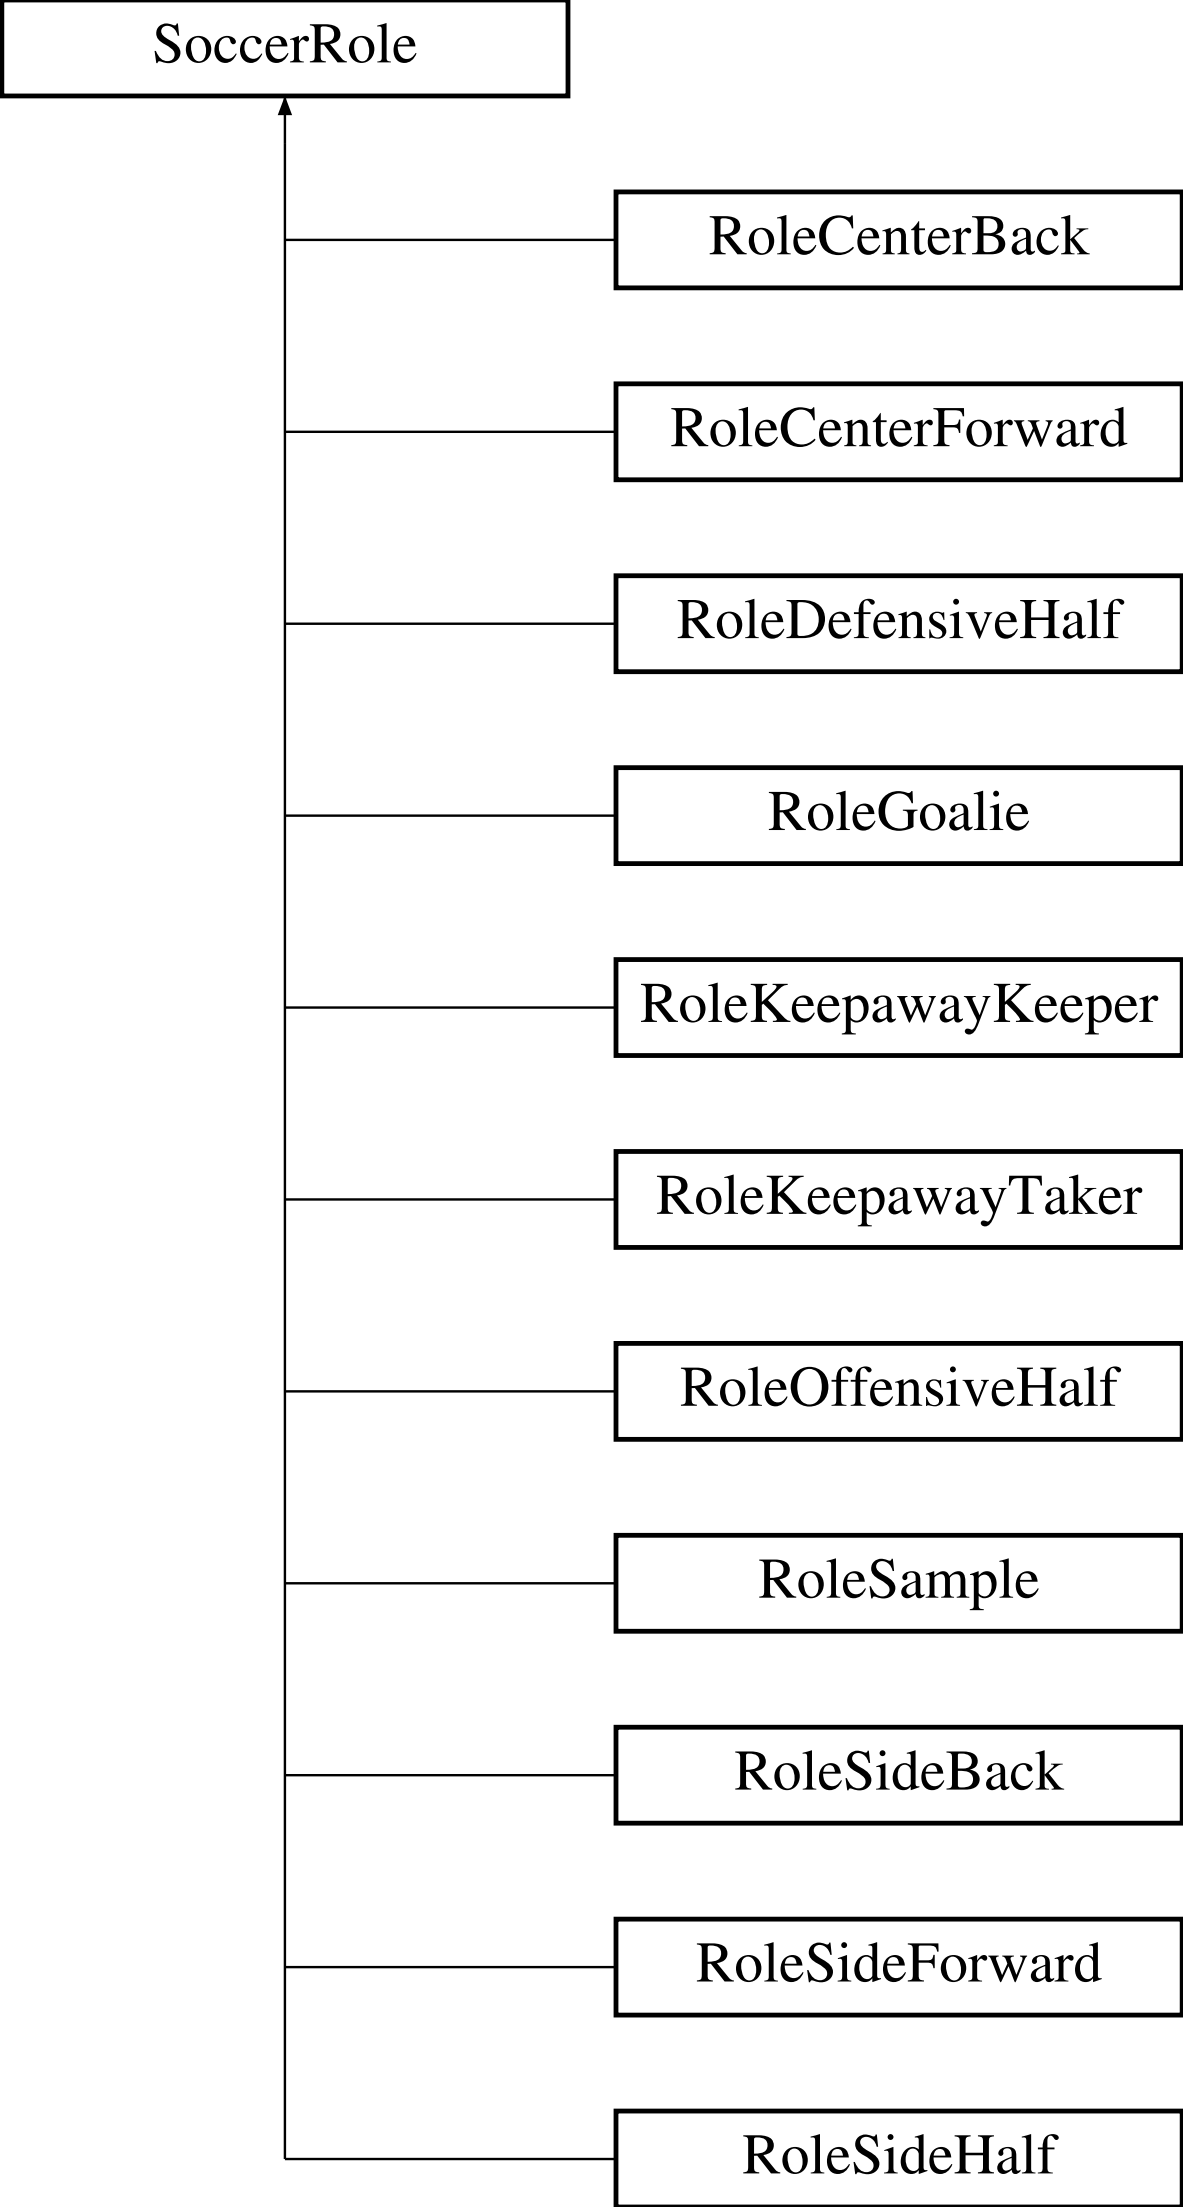 SoccerRole
RoleCenterBack
RoleCenterForward
RoleDefensiveHalf
RoleGoalie
RoleKeepawayKeeper
RoleKeepawayTaker
RoleOffensiveHalf
RoleSample
RoleSideBack
RoleSideForward
RoleSideHalf